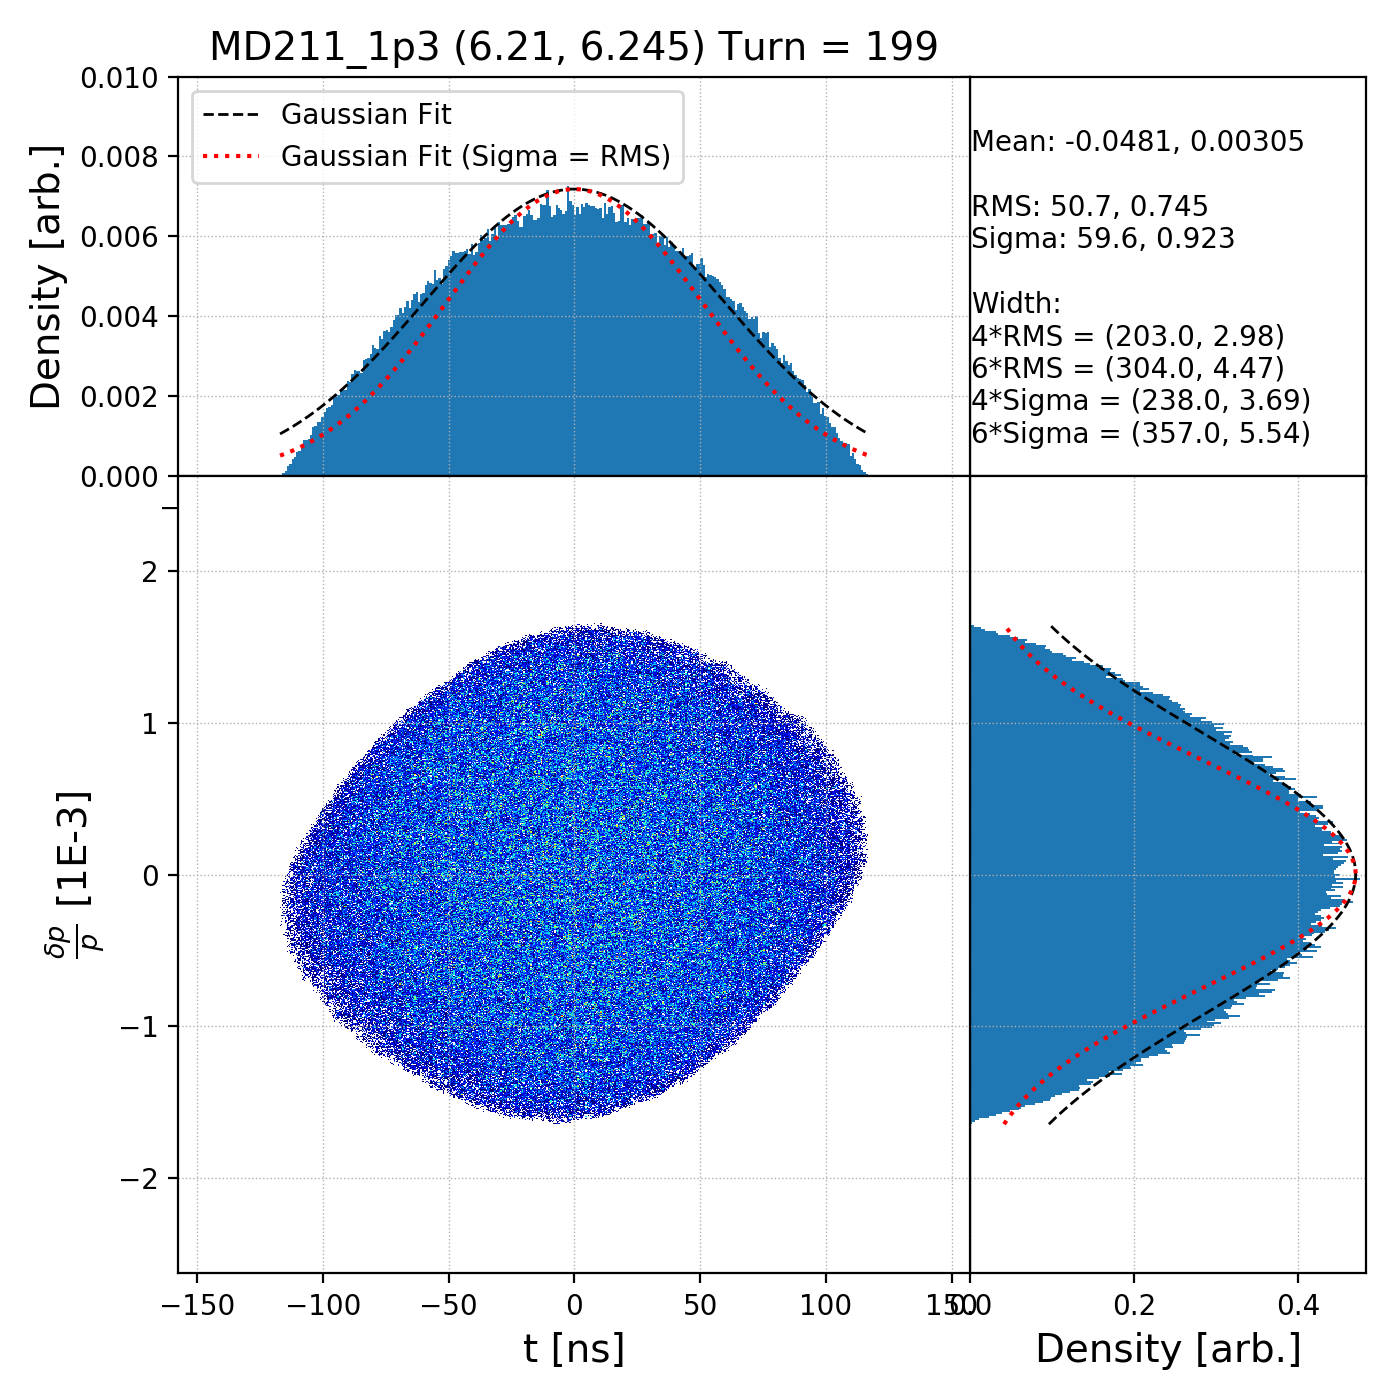 MD211_1p3 (6.21, 6.245) Turn = 199
0.010
0.008
0.006
0.004
0.002
0.000
Density [arb.]
Gaussian Fit
Gaussian Fit (Sigma = RMS)
Mean: -0.0481, 0.00305
RMS: 50.7, 0.745
Sigma: 59.6, 0.923
Width:
4*RMS = (203.0, 2.98)
6*RMS = (304.0, 4.47)
4*Sigma = (238.0, 3.69)
6*Sigma = (357.0, 5.54)
2
1
0
−1
−2
δp/p [1E-3]
−150 −100 −50 0 50 100 150
t [ns]
0.0 0.2 0.4
Density [arb.]